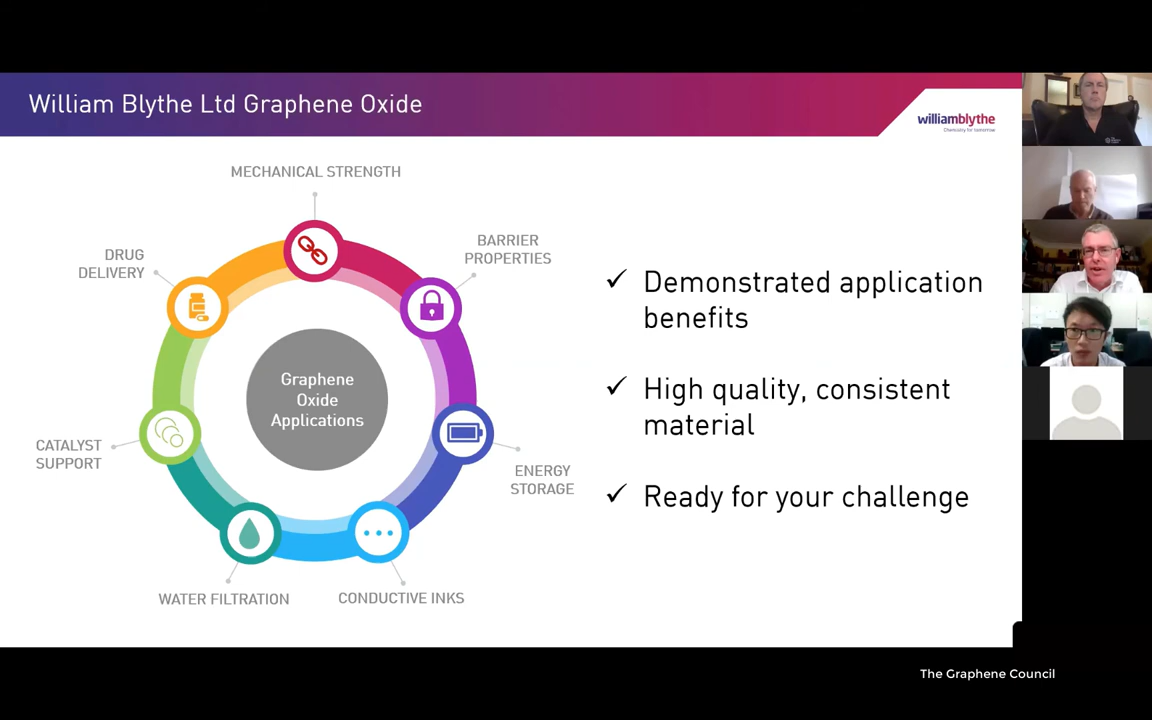 William Blythe Ltd Graphene Oxide
williamblythe
Chemistry for tomorrow
MECHANICAL STRENGTH
BARRIER
PROPERTIES
DRUG
DELIVERY
Graphene
Oxide
Applications
CATALYST
SUPPORT
ENERGY
STORAGE
WATER FILTRATION
CONDUCTIVE INKS
Demonstrated application
benefits
High quality, consistent
material
Ready for your challenge
The Graphene Council